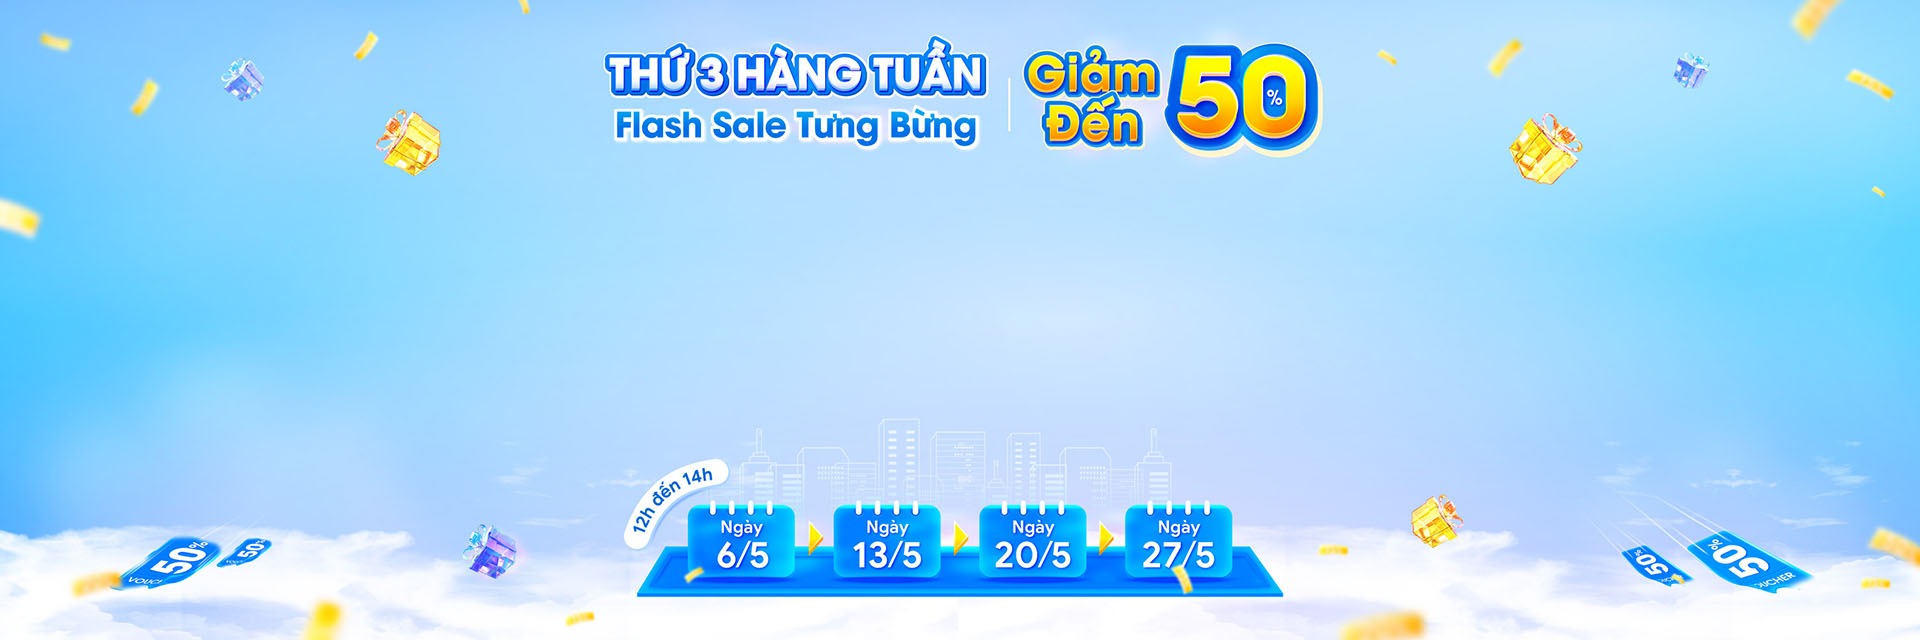 THỨ 3 HÀNG TUẦN
Flash Sale Tưng Bừng
Giảm
Đến
50%
12h đến 14h
Ngày
6/5
Ngày
13/5
Ngày
20/5
Ngày
27/5
50%
50%
50%
50%